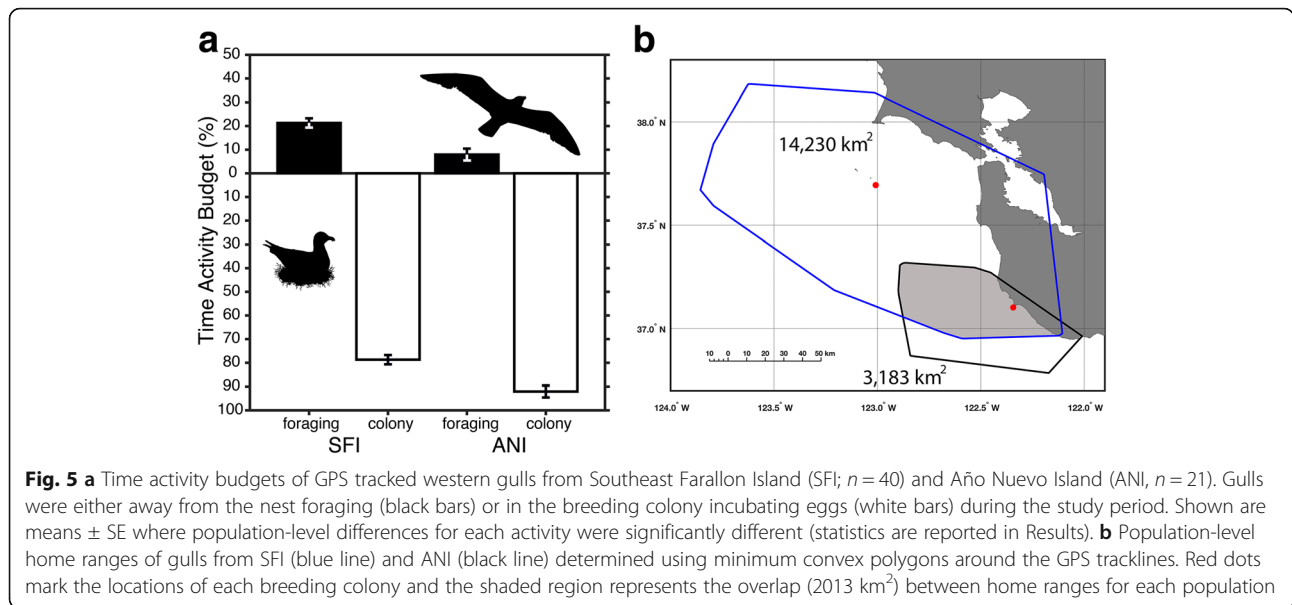 a
50
40
30
20
10
0
10
20
30
40
50
60
70
80
90
100
Time Activity Budget (%)
foraging colony foraging colony
SFI ANI
b
38.0° N
37.5° N
37.0° N
14,230 km²
3,183 km²
10 0 10 20 30 40 50 km
124.0° W 123.5° W 123.0° W 122.5° W 122.0° W
Fig. 5 a Time activity budgets of GPS tracked western gulls from Southeast Farallon Island (SFI; n = 40) and Año Nuevo Island (ANI, n = 21). Gulls
were either away from the nest foraging (black bars) or in the breeding colony incubating eggs (white bars) during the study period. Shown are
means ± SE where population-level differences for each activity were significantly different (statistics are reported in Results). b Population-level
home ranges of gulls from SFI (blue line) and ANI (black line) determined using minimum convex polygons around the GPS tracklines. Red dots
mark the locations of each breeding colony and the shaded region represents the overlap (2013 km²) between home ranges for each population